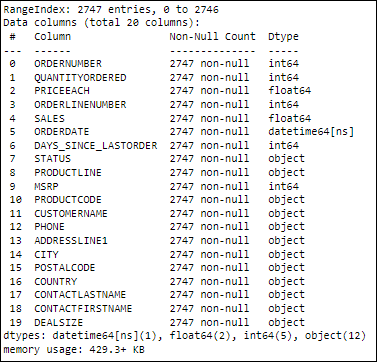 RangeIndex: 2747 entries, 0 to 2746
Data columns (total 20 columns):
 #   Column              Non-Null Count  Dtype
---  ------              --------------  -----
 0   ORDERNUMBER         2747 non-null   int64
 1   QUANTITYORDERED     2747 non-null   int64
 2   PRICEEACH           2747 non-null   float64
 3   ORDERLINENUMBER     2747 non-null   int64
 4   SALES               2747 non-null   float64
 5   ORDERDATE           2747 non-null   datetime64[ns]
 6   DAYS_SINCE_LASTORDER  2747 non-null   int64
 7   STATUS              2747 non-null   object
 8   PRODUCTLINE         2747 non-null   object
 9   MSRP                2747 non-null   int64
 10  PRODUCTCODE         2747 non-null   object
 11  CUSTOMERNAME        2747 non-null   object
 12  PHONE               2747 non-null   object
 13  ADDRESSLINE1        2747 non-null   object
 14  CITY                2747 non-null   object
 15  POSTALCODE          2747 non-null   object
 16  COUNTRY             2747 non-null   object
 17  CONTACTLASTNAME     2747 non-null   object
 18  CONTACTFIRSTNAME    2747 non-null   object
 19  DEALSIZE            2747 non-null   object
dtypes: datetime64[ns](1), float64(2), int64(5), object(12)
memory usage: 429.3+ KB